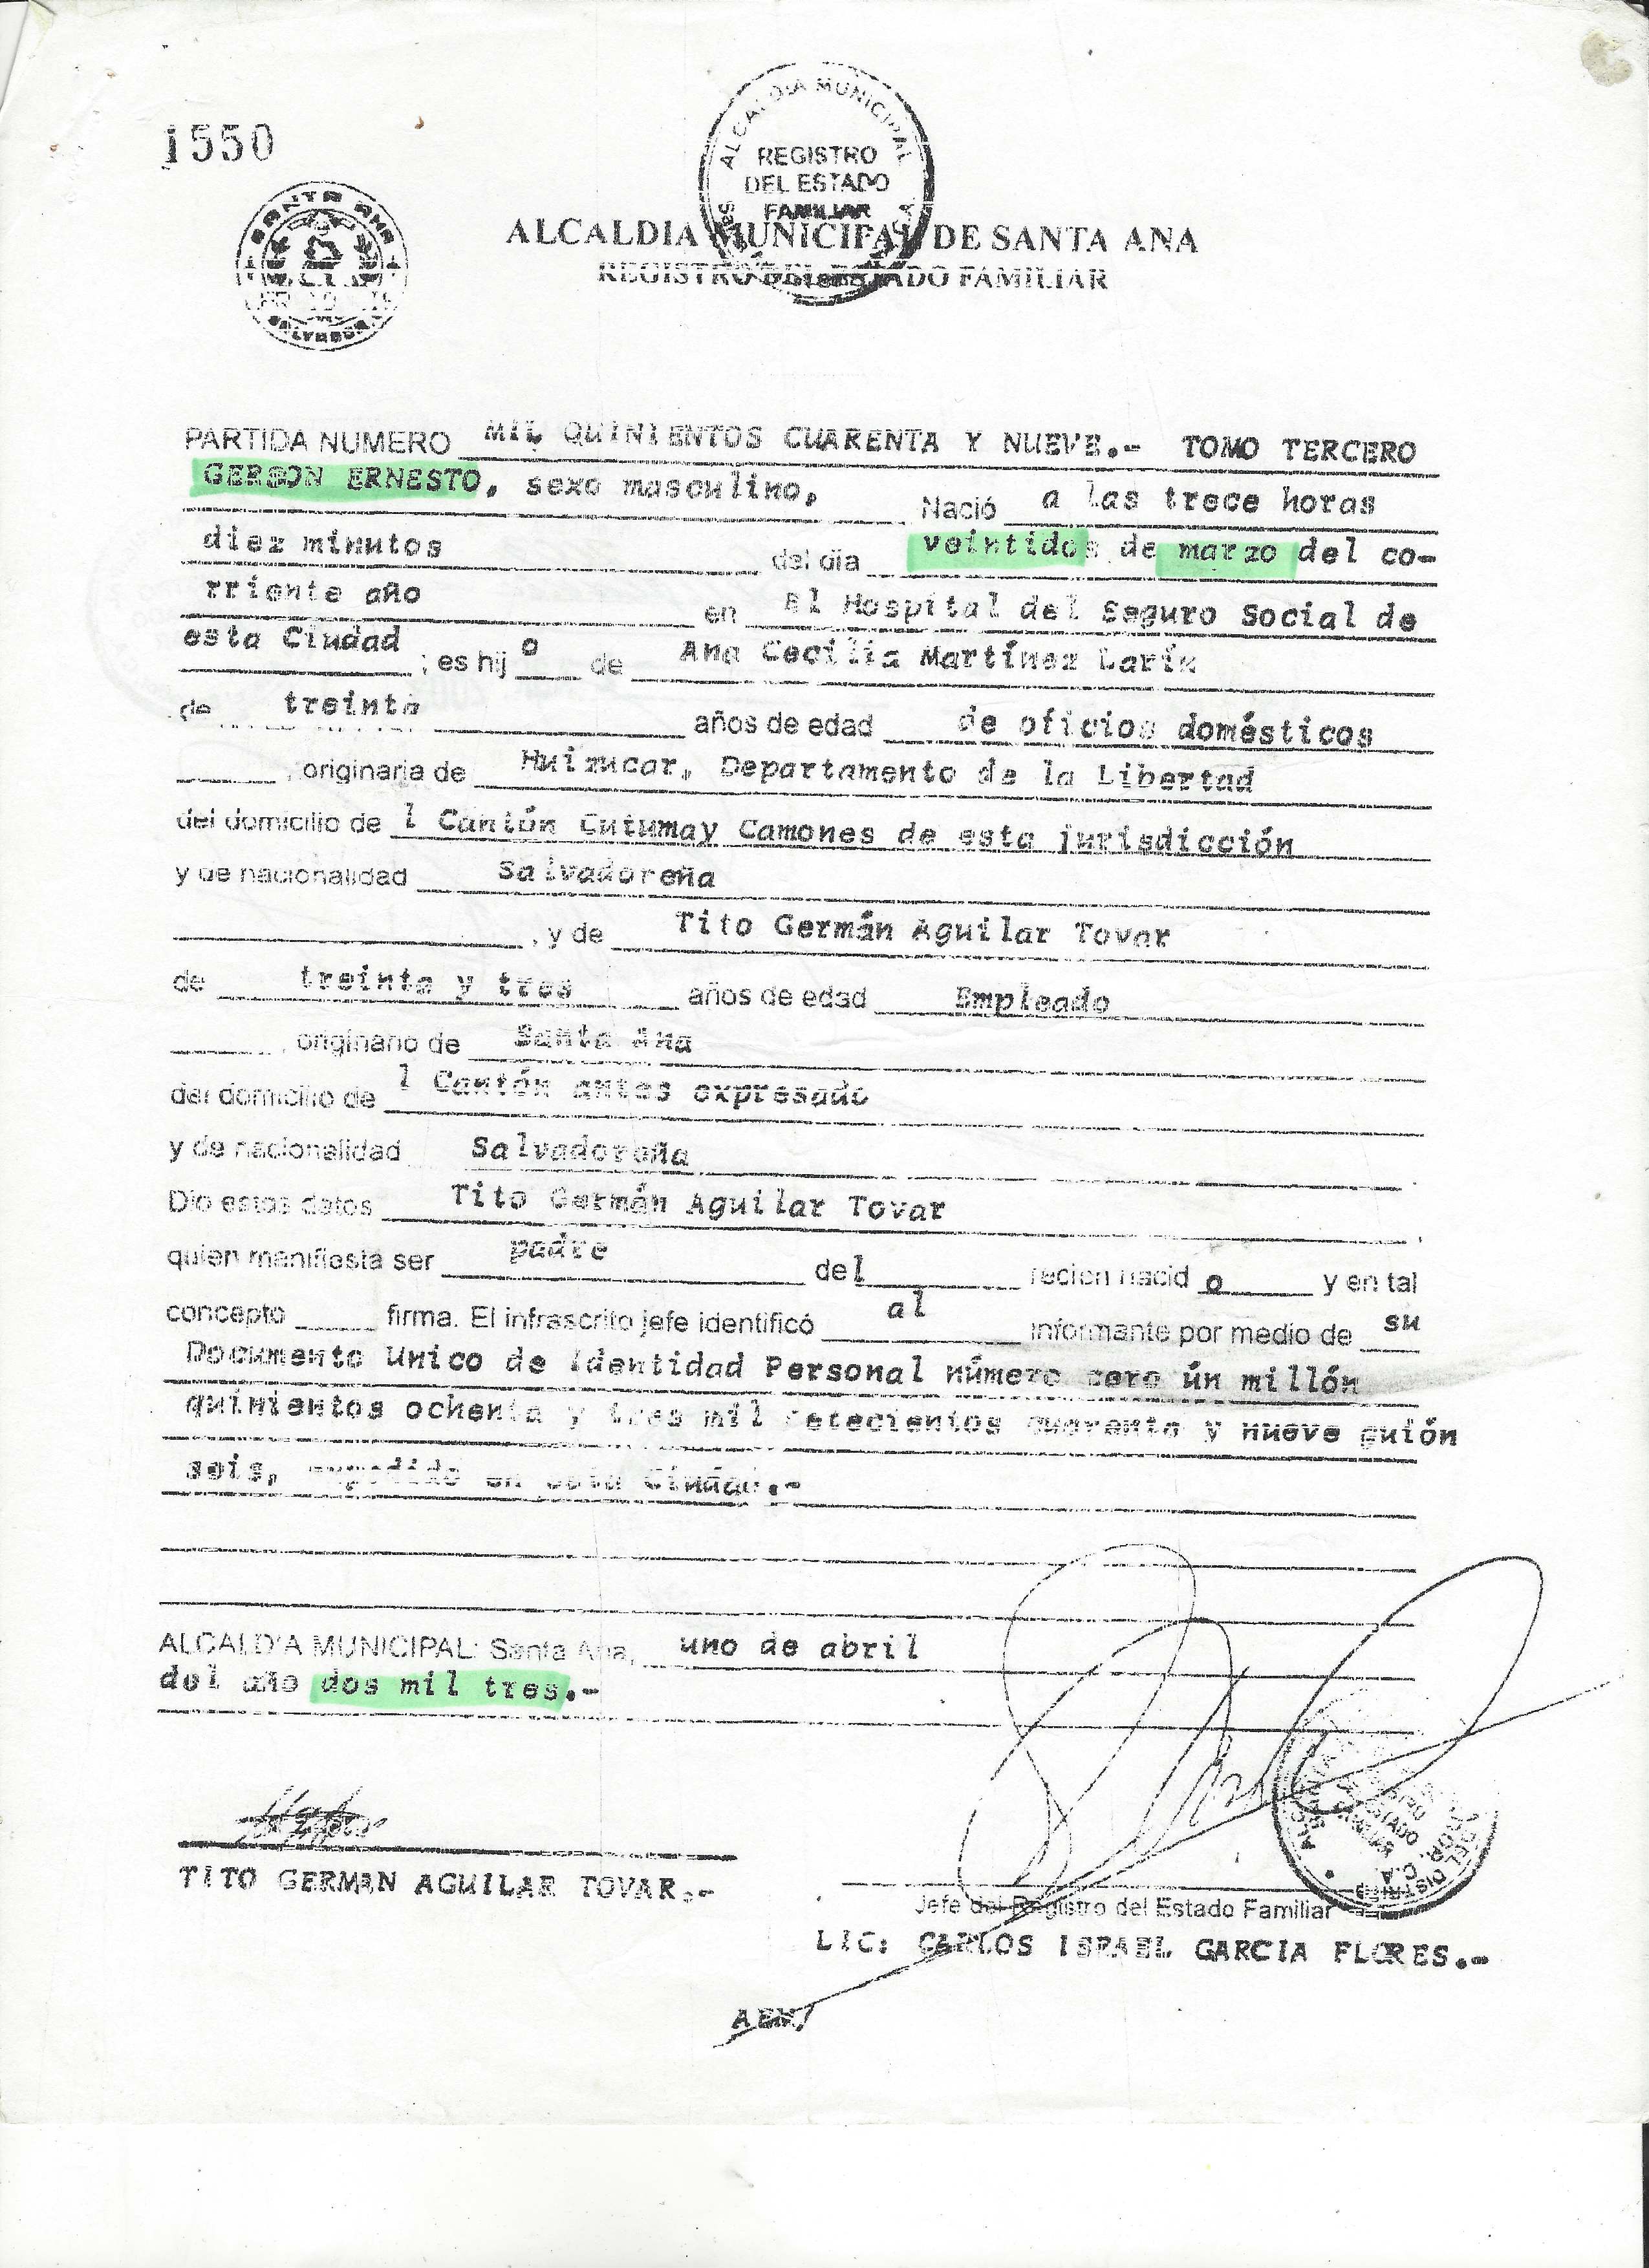 1550
ALCALDIA MUNICIPAL
REGISTRO
DEL ESTADO
FAMILIAR
SANTA ANA
SALVADOR
ALCALDIA MUNICIPAL DE SANTA ANA
REGISTRO DEL ESTADO FAMILIAR
PARTIDA NUMERO MIL QUINIENTOS CUARENTA Y NUEVE.- TOMO TERCERO
GERSON ERNESTO, sexo masculino, Nació a las trece horas
diez minutos del día veintidos de marzo del co-
rriente año en El Hospital del Seguro Social de
esta Ciudad ; es hijo de Ana Cecilia Martínez Larín
de treinta años de edad de oficios domésticos
, originaria de Huizucar, Departamento de la Libertad
del domicilio de l Cantón Cutumay Camones de esta jurisdicción
y de nacionalidad Salvadoreña
, y de Tito Germán Aguilar Tovar
de treinta y tres años de edad Empleado
, originario de Santa Ana
del domicilio de l Cantón antes expresado
y de nacionalidad Salvadoreña
Dio estos datos Tito Germán Aguilar Tovar
quien manifiesta ser padre del recien nacido y en tal
concepto firma. El infrascrito jefe identificó al informante por medio de su
Documento Unico de Identidad Personal número cero ún millón
quinientos ochenta y tres mil setecientos cuarenta y nueve guión
seis, expedido en esta Ciudad.-
ALCALDIA MUNICIPAL: Santa Ana, uno de abril
del año dos mil tres.-
TITO GERMAN AGUILAR TOVAR.-
Jefe del Registro del Estado Familiar
LIC: CARLOS ISRAEL GARCIA FLORES.-